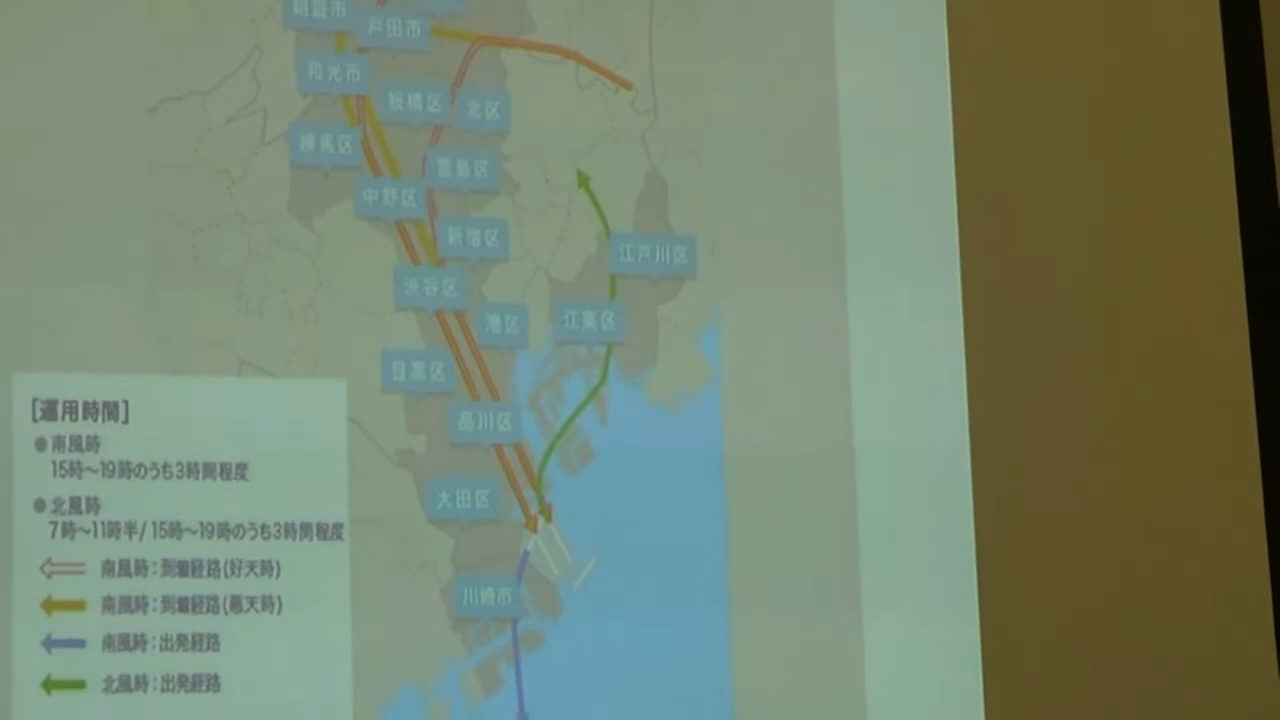 朝霞市
戸田市
和光市
板橋区
北区
練馬区
豊島区
中野区
新宿区
江戸川区
渋谷区
港区
江東区
目黒区
品川区
大田区
川崎市
[運用時間]
●南風時
15時〜19時のうち3時間程度
●北風時
7時〜11時半/15時〜19時のうち3時間程度
南風時:到着経路(好天時)
南風時:到着経路(悪天時)
南風時:出発経路
北風時:出発経路